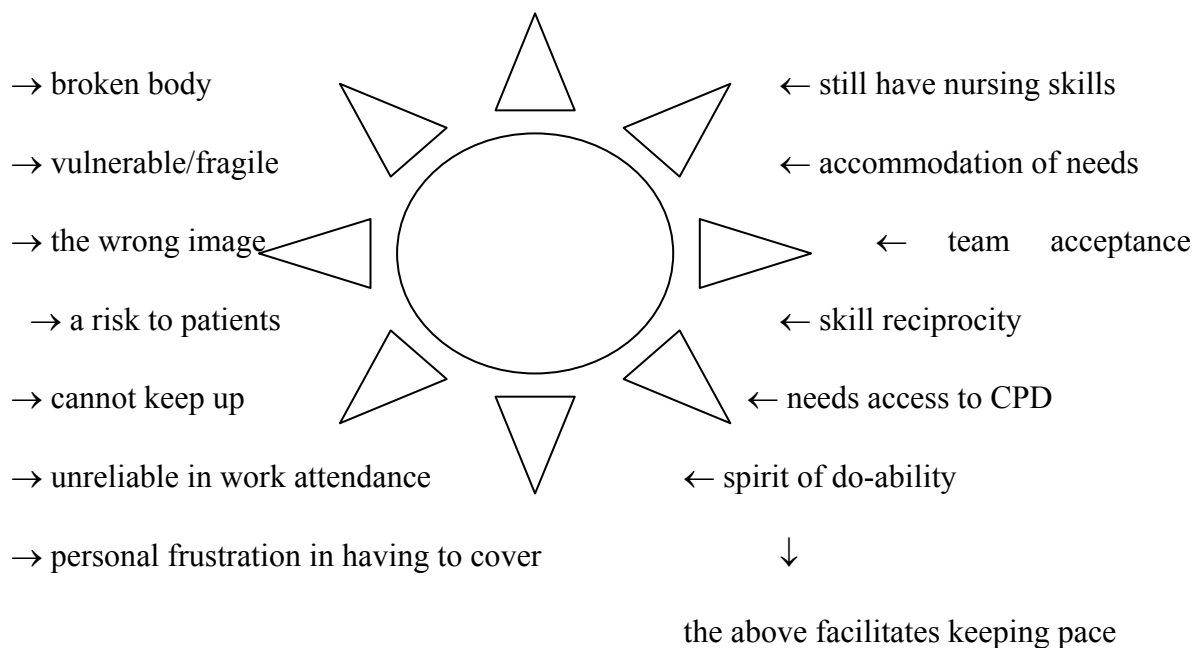 → broken body
← still have nursing skills
→ vulnerable/fragile
← accommodation of needs
→ the wrong image
← team acceptance
→ a risk to patients
← skill reciprocity
→ cannot keep up
← needs access to CPD
→ unreliable in work attendance
← spirit of do-ability
→ personal frustration in having to cover
↓
the above facilitates keeping pace